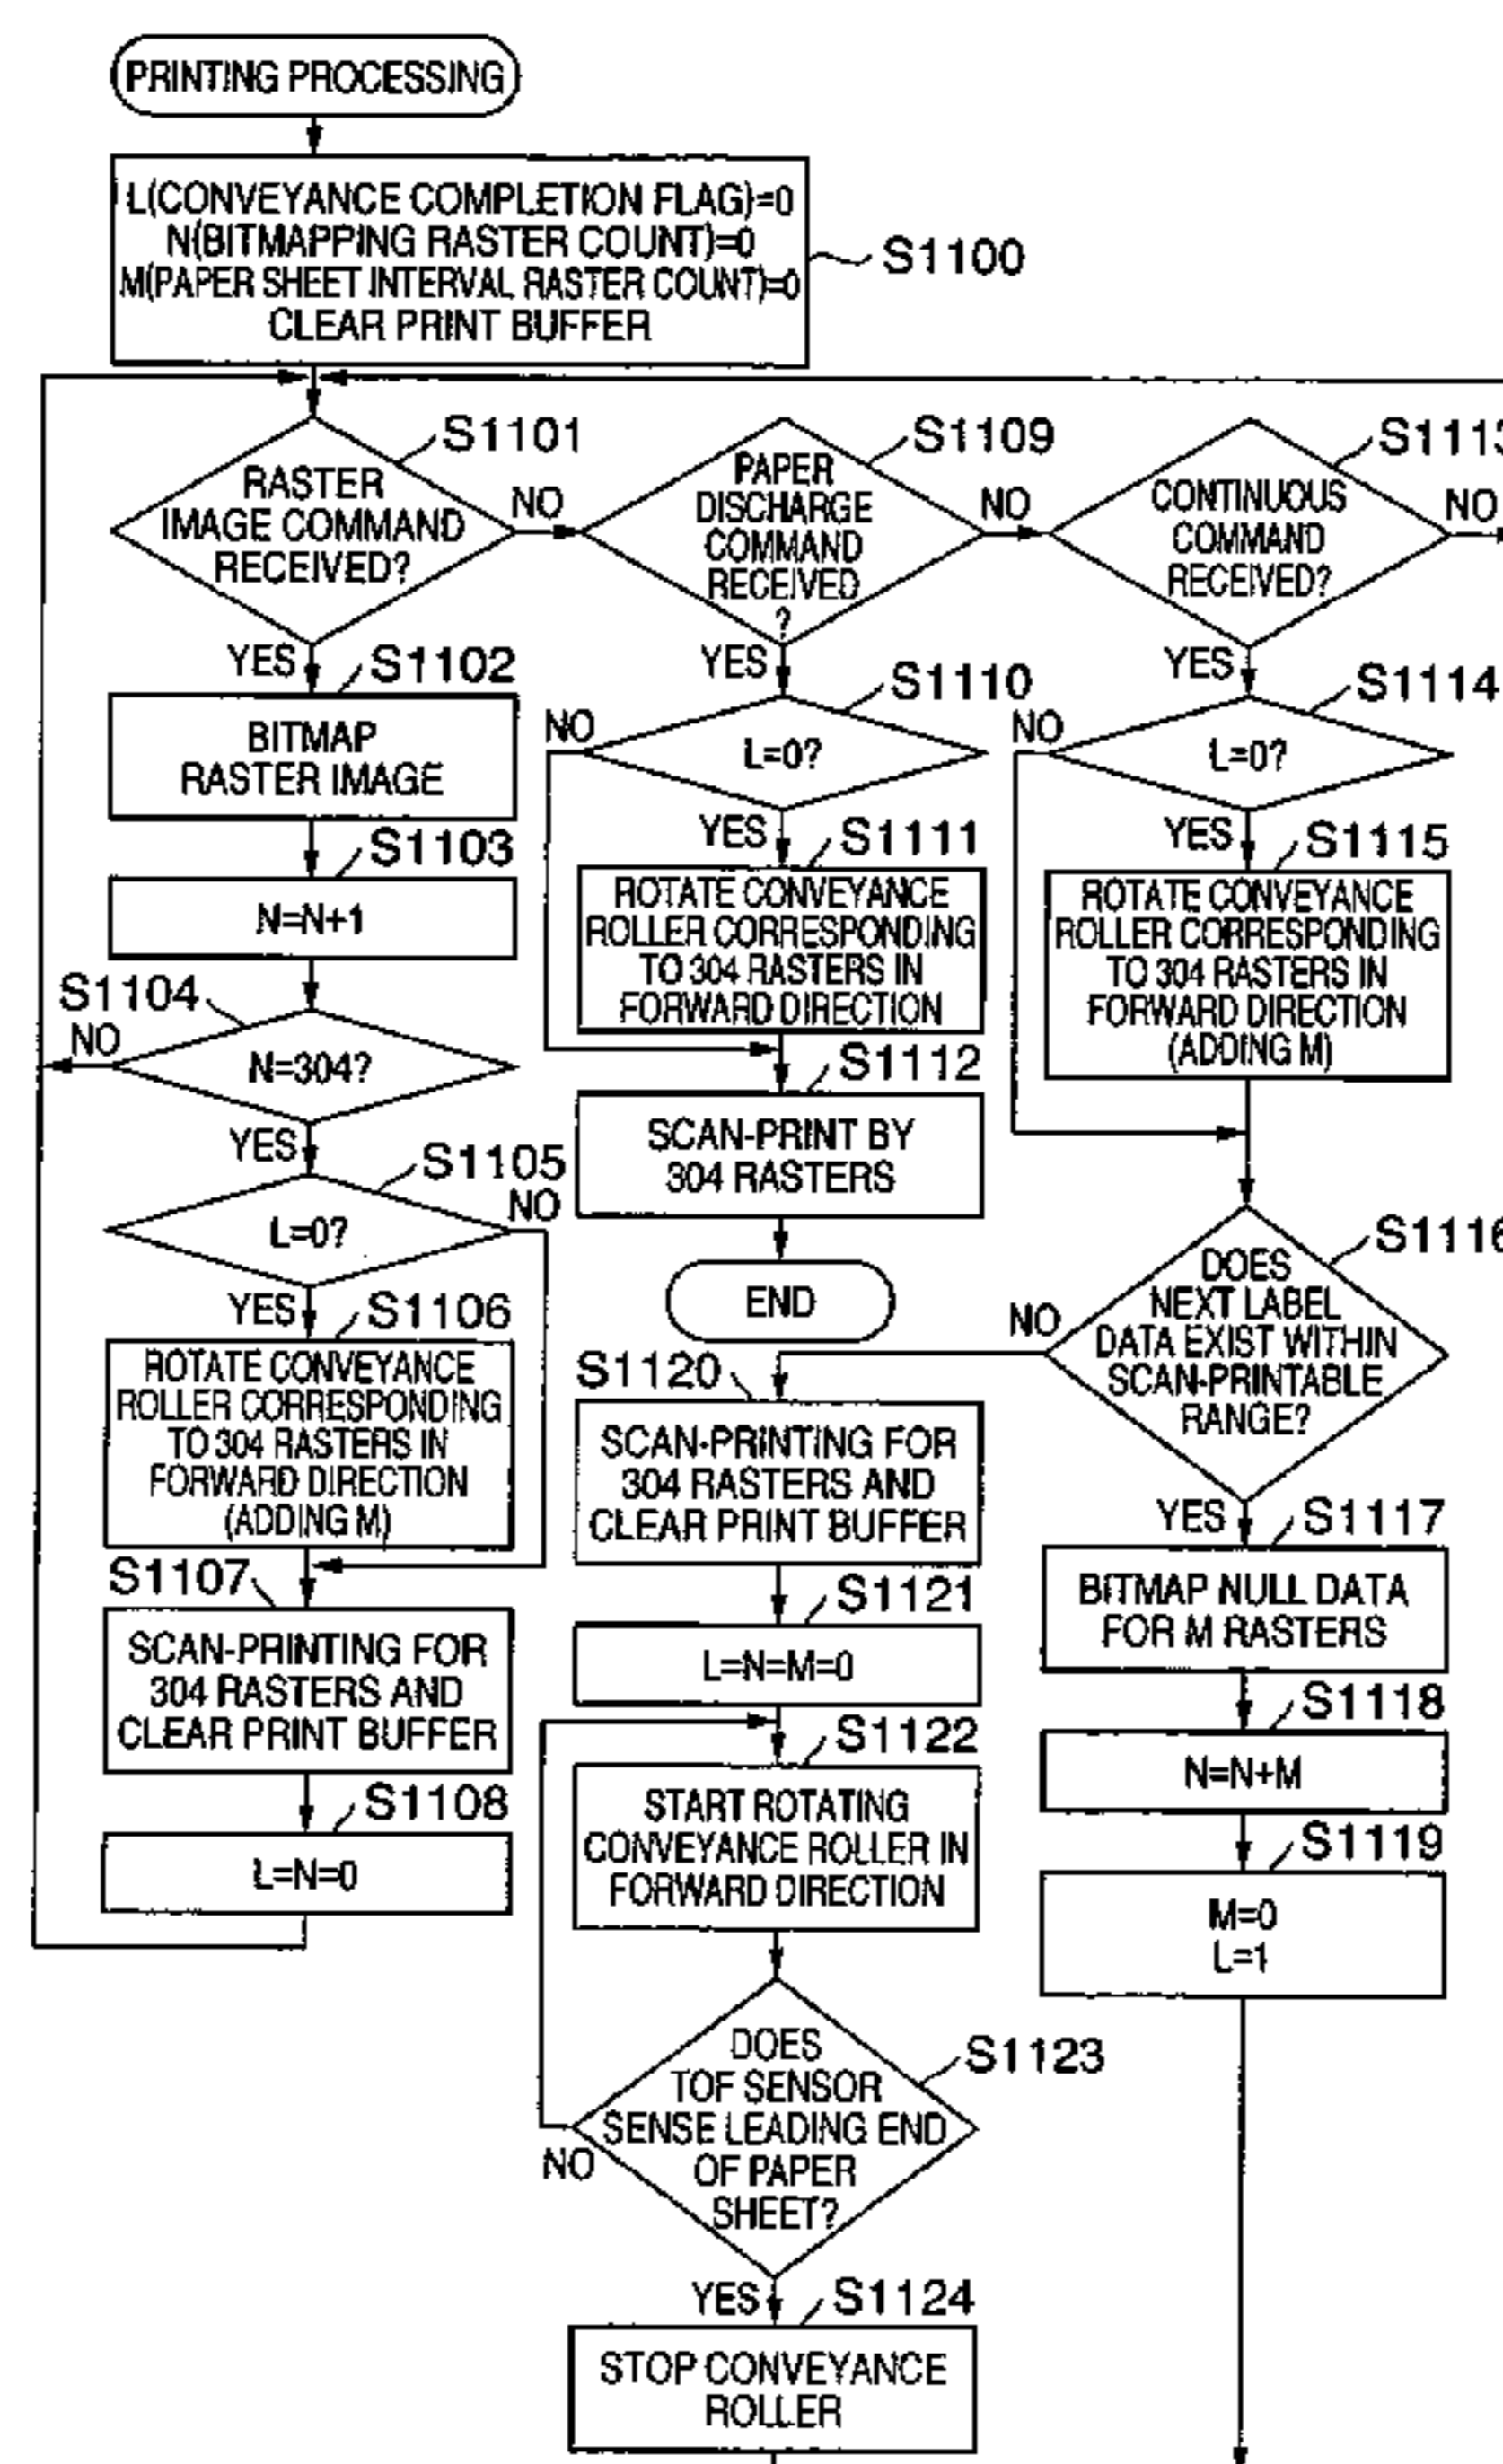 PRINTING PROCESSING
L(CONVEYANCE COMPLETION FLAG)=0
N(BITMAPPING RASTER COUNT)=0
M(PAPER SHEET INTERVAL RASTER COUNT)=0
CLEAR PRINT BUFFER
S1100
S1101
RASTER
IMAGE COMMAND
RECEIVED?
NO
YES
S1102
BITMAP
RASTER IMAGE
S1103
N=N+1
S1104
NO
N=304?
YES
S1105
NO
L=0?
YES
S1106
ROTATE CONVEYANCE
ROLLER CORRESPONDING
TO 304 RASTERS IN
FORWARD DIRECTION
(ADDING M)
S1107
SCAN-PRINTING FOR
304 RASTERS AND
CLEAR PRINT BUFFER
S1108
L=N=0
S1109
PAPER
DISCHARGE
COMMAND
RECEIVED
?
NO
YES
S1110
NO
L=0?
YES
S1111
ROTATE CONVEYANCE
ROLLER CORRESPONDING
TO 304 RASTERS IN
FORWARD DIRECTION
S1112
SCAN-PRINT BY
304 RASTERS
END
S1113
CONTINUOUS
COMMAND
RECEIVED?
NO
YES
S1114
NO
L=0?
YES
S1115
ROTATE CONVEYANCE
ROLLER CORRESPONDING
TO 304 RASTERS IN
FORWARD DIRECTION
(ADDING M)
S1116
DOES
NEXT LABEL
DATA EXIST WITHIN
SCAN-PRINTABLE
RANGE?
NO
YES
S1117
BITMAP NULL DATA
FOR M RASTERS
S1118
N=N+M
S1119
M=0
L=1
S1120
SCAN-PRINTING FOR
304 RASTERS AND
CLEAR PRINT BUFFER
S1121
L=N=M=0
S1122
START ROTATING
CONVEYANCE ROLLER IN
FORWARD DIRECTION
S1123
DOES
TOF SENSOR
SENSE LEADING END
OF PAPER
SHEET?
NO
YES
S1124
STOP CONVEYANCE
ROLLER